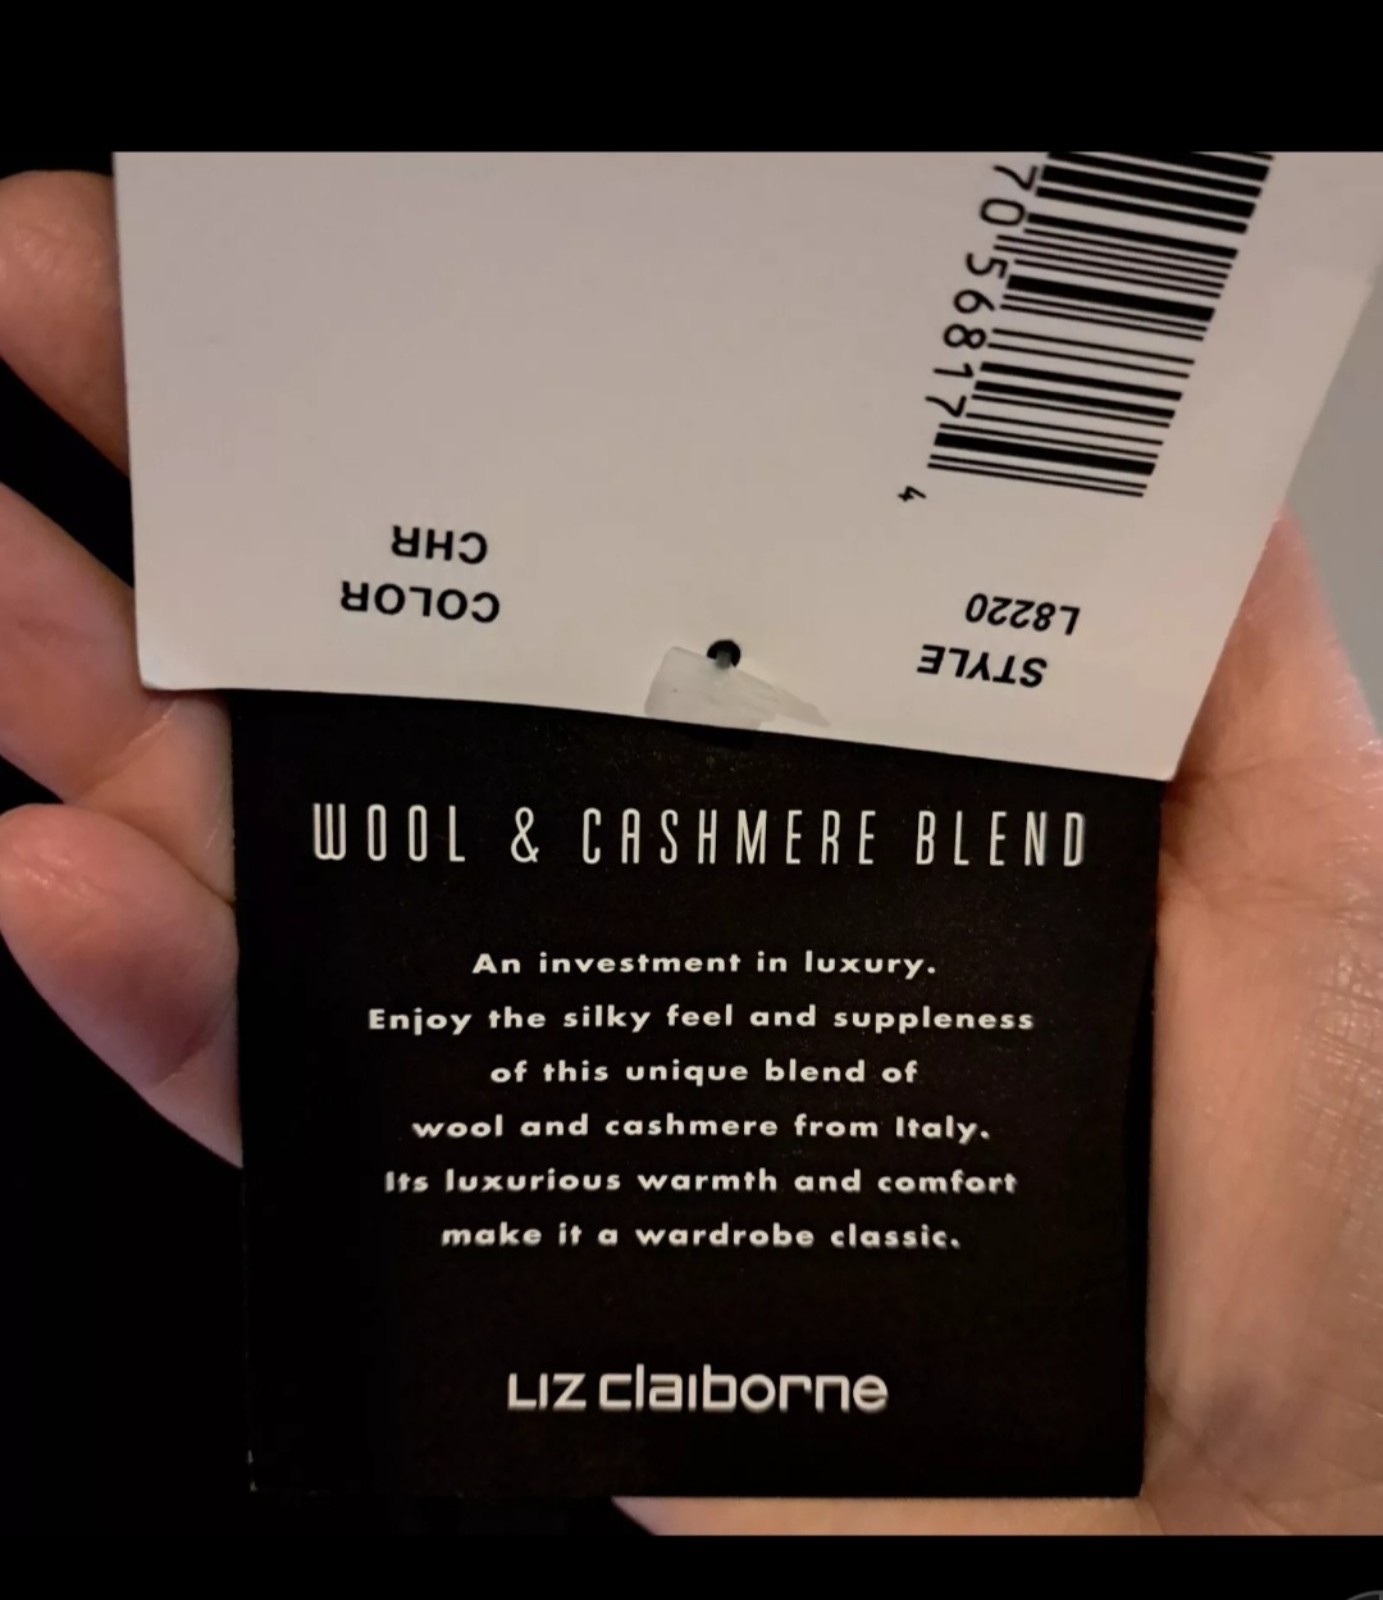 70 56817
4
STYLE
L8220
COLOR
CHR
WOOL & CASHMERE BLEND
An investment in luxury.
Enjoy the silky feel and suppleness
of this unique blend of
wool and cashmere from Italy.
Its luxurious warmth and comfort
make it a wardrobe classic.
LIZ claiborne